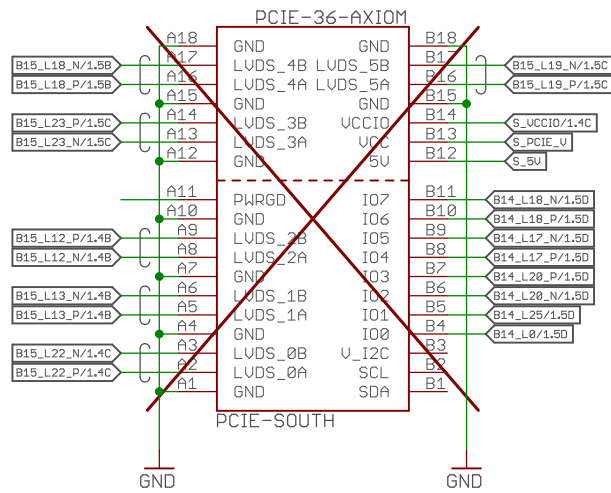 PCIE-36-AXIOM
A18 GND GND B18
B15_L18_N/1.5B A17 LVDS_4B LVDS_5B B1 B15_L19_N/1.5C
B15_L18_P/1.5B A16 LVDS_4A LVDS_5A B16 B15_L19_P/1.5C
A15 GND GND B15
B15_L23_P/1.5C A14 LVDS_3B VCCIO B14 S_VCCIO/1.4C
B15_L23_N/1.5C A13 LVDS_3A VCC B13 S_PCIE_V
A12 GND 5V B12 S_5V
A11 PWRGD IO7 B11 B14_L18_N/1.5D
A10 GND IO6 B10 B14_L18_P/1.5D
B15_L12_P/1.4B A9 LVDS_2B IO5 B9 B14_L17_N/1.5D
B15_L12_N/1.4B A8 LVDS_2A IO4 B8 B14_L17_P/1.5D
A7 GND IO3 B7 B14_L20_P/1.5D
B15_L13_N/1.4B A6 LVDS_1B IO2 B6 B14_L20_N/1.5D
B15_L13_P/1.4B A5 LVDS_1A IO1 B5 B14_L25/1.5D
A4 GND IO0 B4 B14_L0/1.5D
B15_L22_N/1.4C A3 LVDS_0B V_I2C B3
B15_L22_P/1.4C A2 LVDS_0A SCL B2
A1 GND SDA B1
PCIE-SOUTH
GND GND